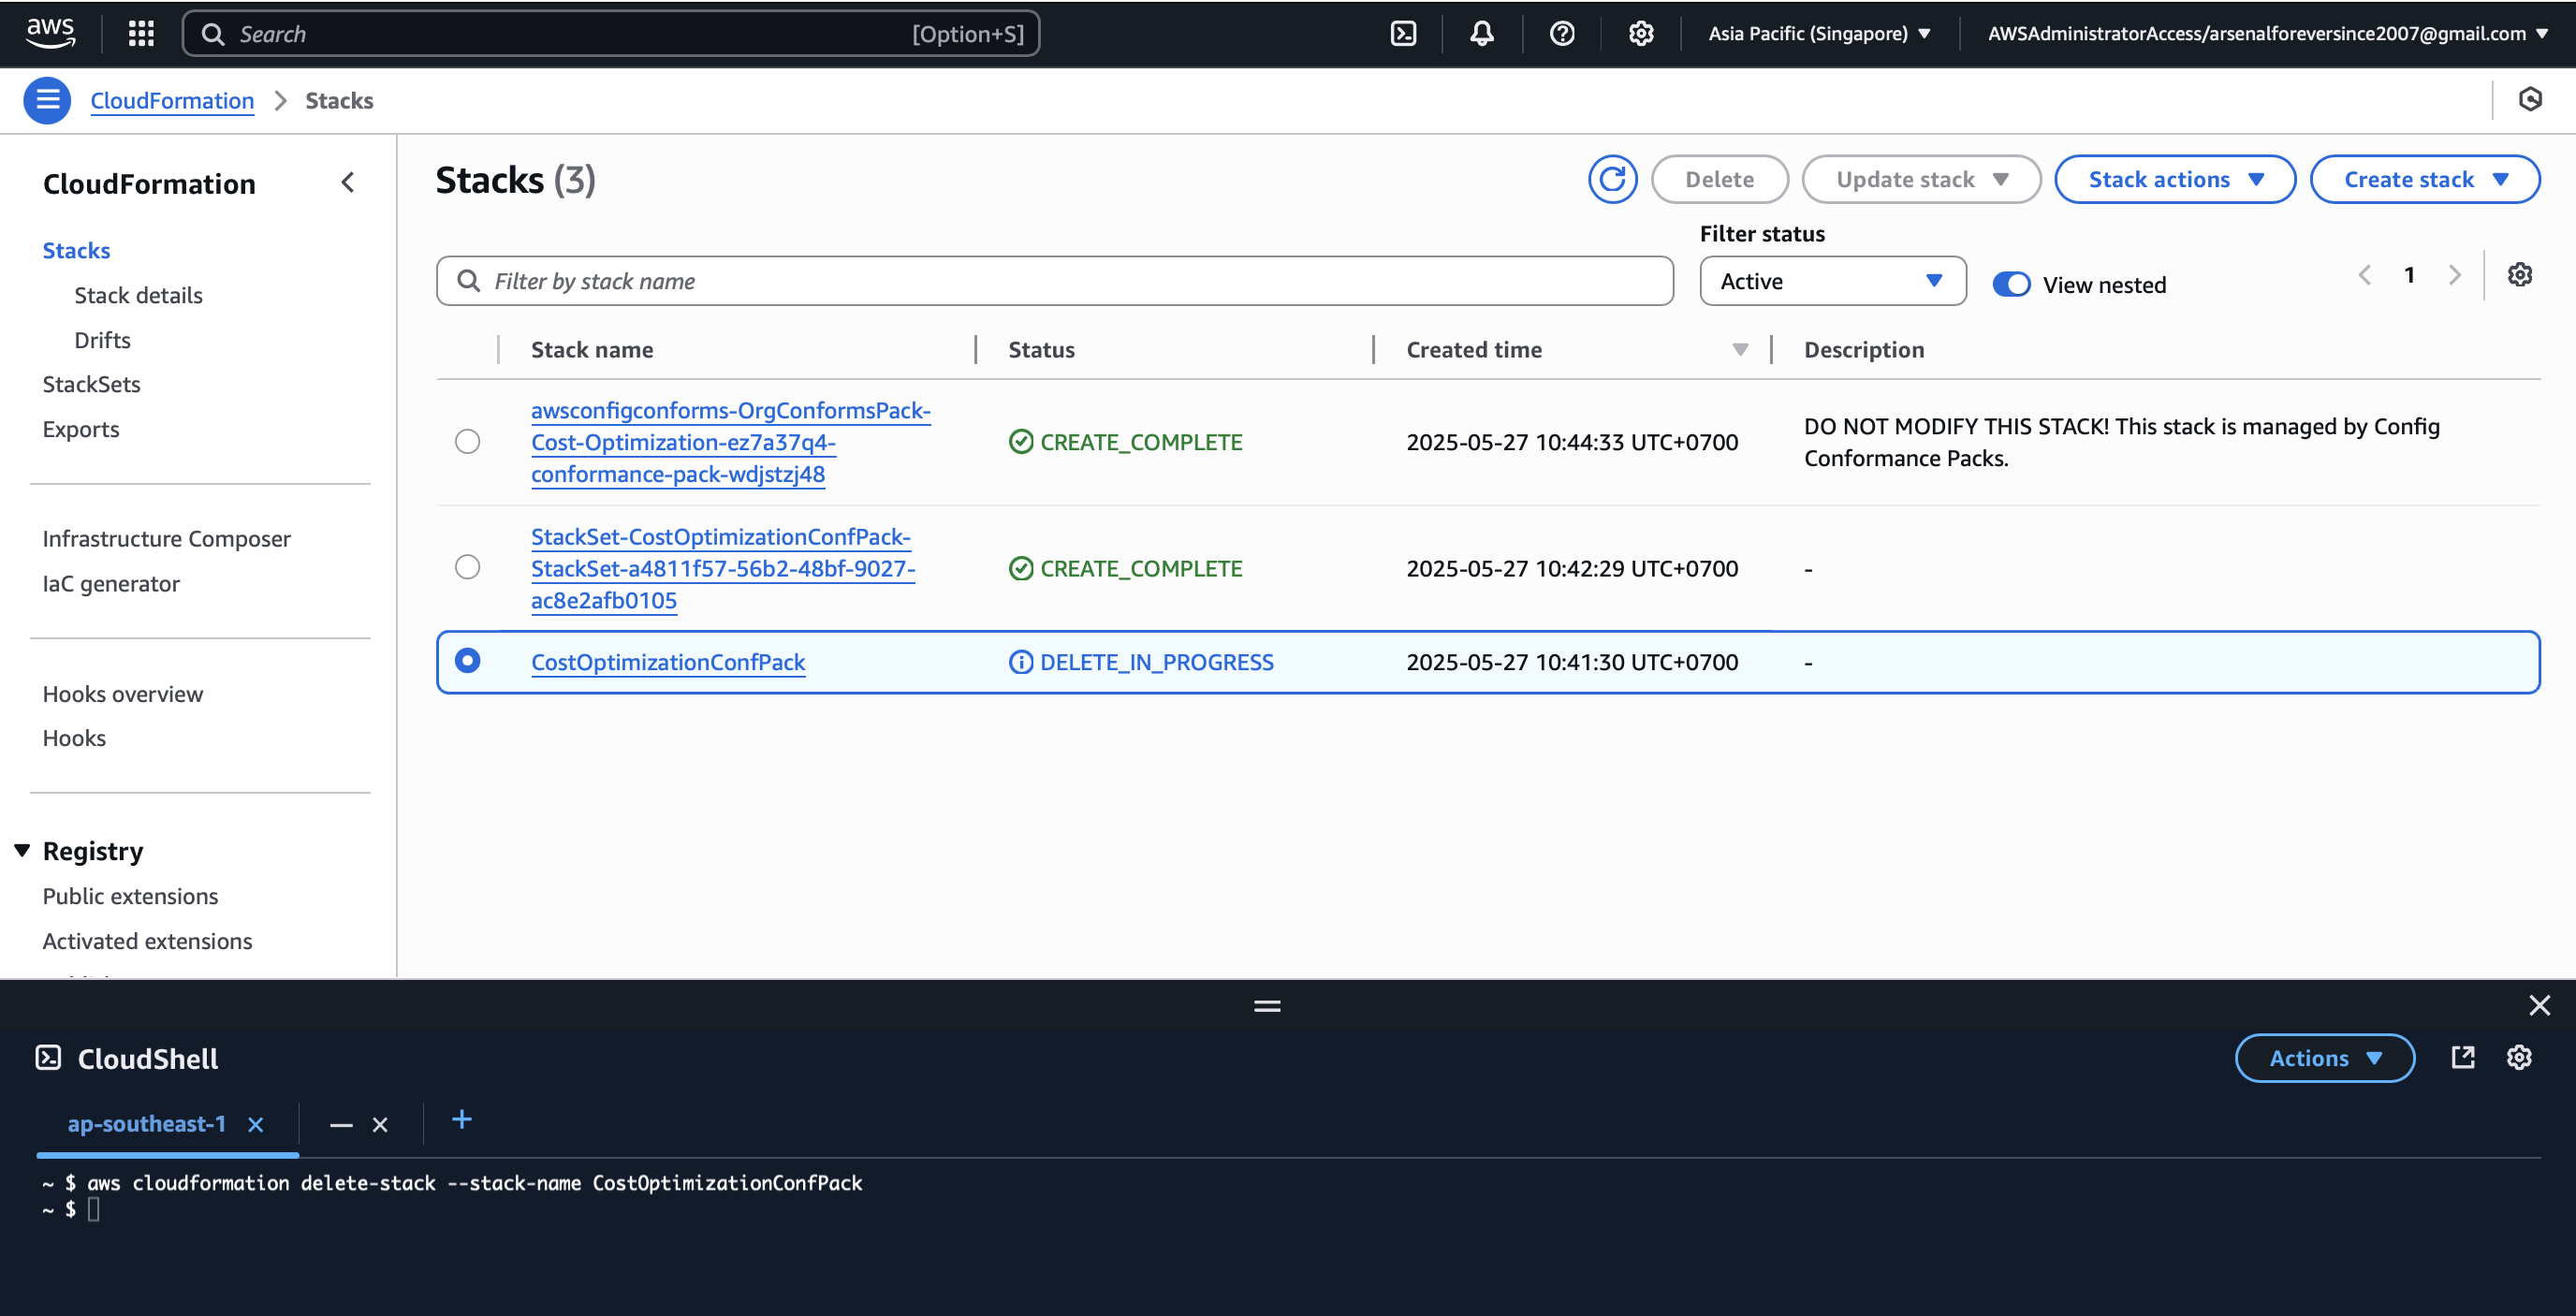 aws
Search
[Option+S]
Asia Pacific (Singapore)
AWSAdministratorAccess/arsenalforeversince2007@gmail.com
CloudFormation
Stacks
CloudFormation
Stacks
Stack details
Drifts
StackSets
Exports
Infrastructure Composer
IaC generator
Hooks overview
Hooks
Registry
Public extensions
Activated extensions
Stacks (3)
Delete
Update stack
Stack actions
Create stack
Filter by stack name
Filter status
Active
View nested
1
Stack name
Status
Created time
Description
awsconfigconforms-OrgConformsPack-
Cost-Optimization-ez7a37q4-
conformance-pack-wdjstzj48
CREATE_COMPLETE
2025-05-27 10:44:33 UTC+0700
DO NOT MODIFY THIS STACK! This stack is managed by Config
Conformance Packs.
StackSet-CostOptimizationConfPack-
StackSet-a4811f57-56b2-48bf-9027-
ac8e2afb0105
CREATE_COMPLETE
2025-05-27 10:42:29 UTC+0700
-
CostOptimizationConfPack
DELETE_IN_PROGRESS
2025-05-27 10:41:30 UTC+0700
-
CloudShell
Actions
ap-southeast-1
~ $ aws cloudformation delete-stack --stack-name CostOptimizationConfPack
~ $